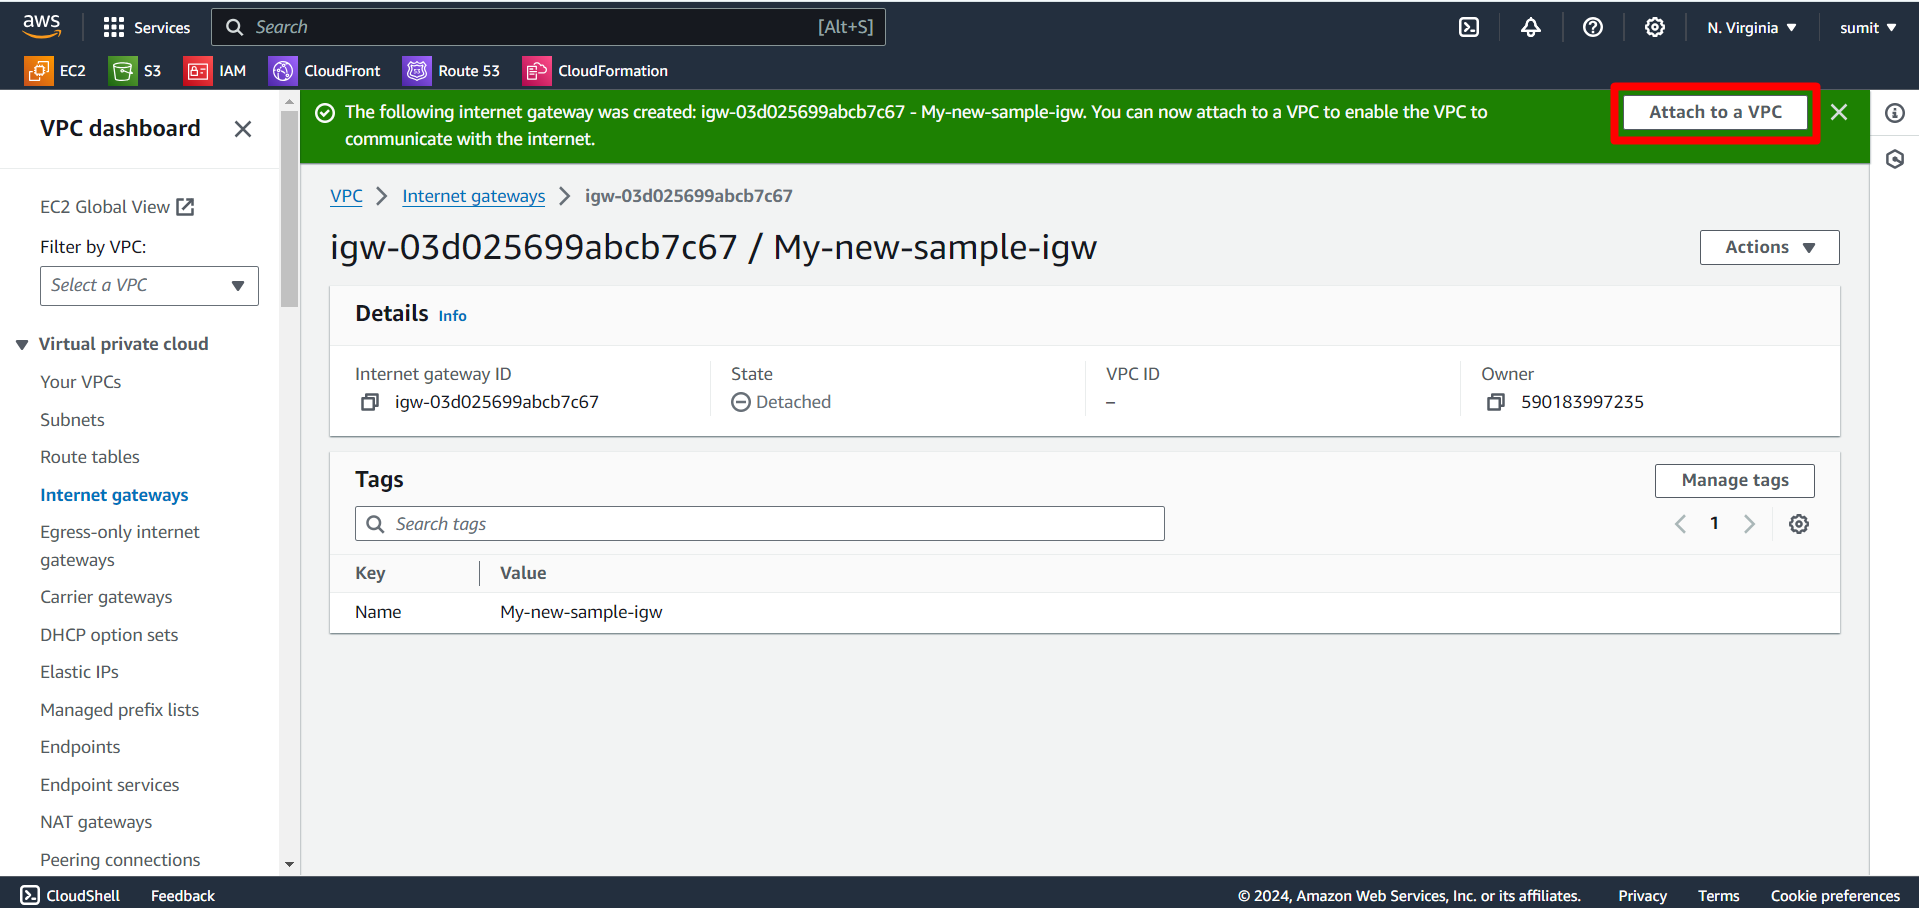 aws
Services
Search
[Alt+S]
N. Virginia
sumit
EC2
S3
IAM
CloudFront
Route 53
CloudFormation
VPC dashboard
EC2 Global View
Filter by VPC:
Select a VPC
Virtual private cloud
Your VPCs
Subnets
Route tables
Internet gateways
Egress-only internet
gateways
Carrier gateways
DHCP option sets
Elastic IPs
Managed prefix lists
Endpoints
Endpoint services
NAT gateways
Peering connections
The following internet gateway was created: igw-03d025699abcb7c67 - My-new-sample-igw. You can now attach to a VPC to enable the VPC to
communicate with the internet.
Attach to a VPC
VPC
Internet gateways
igw-03d025699abcb7c67
igw-03d025699abcb7c67 / My-new-sample-igw
Actions
Details Info
Internet gateway ID
igw-03d025699abcb7c67
State
Detached
VPC ID
–
Owner
590183997235
Tags
Manage tags
Search tags
1
Key
Value
Name
My-new-sample-igw
CloudShell
Feedback
© 2024, Amazon Web Services, Inc. or its affiliates.
Privacy
Terms
Cookie preferences